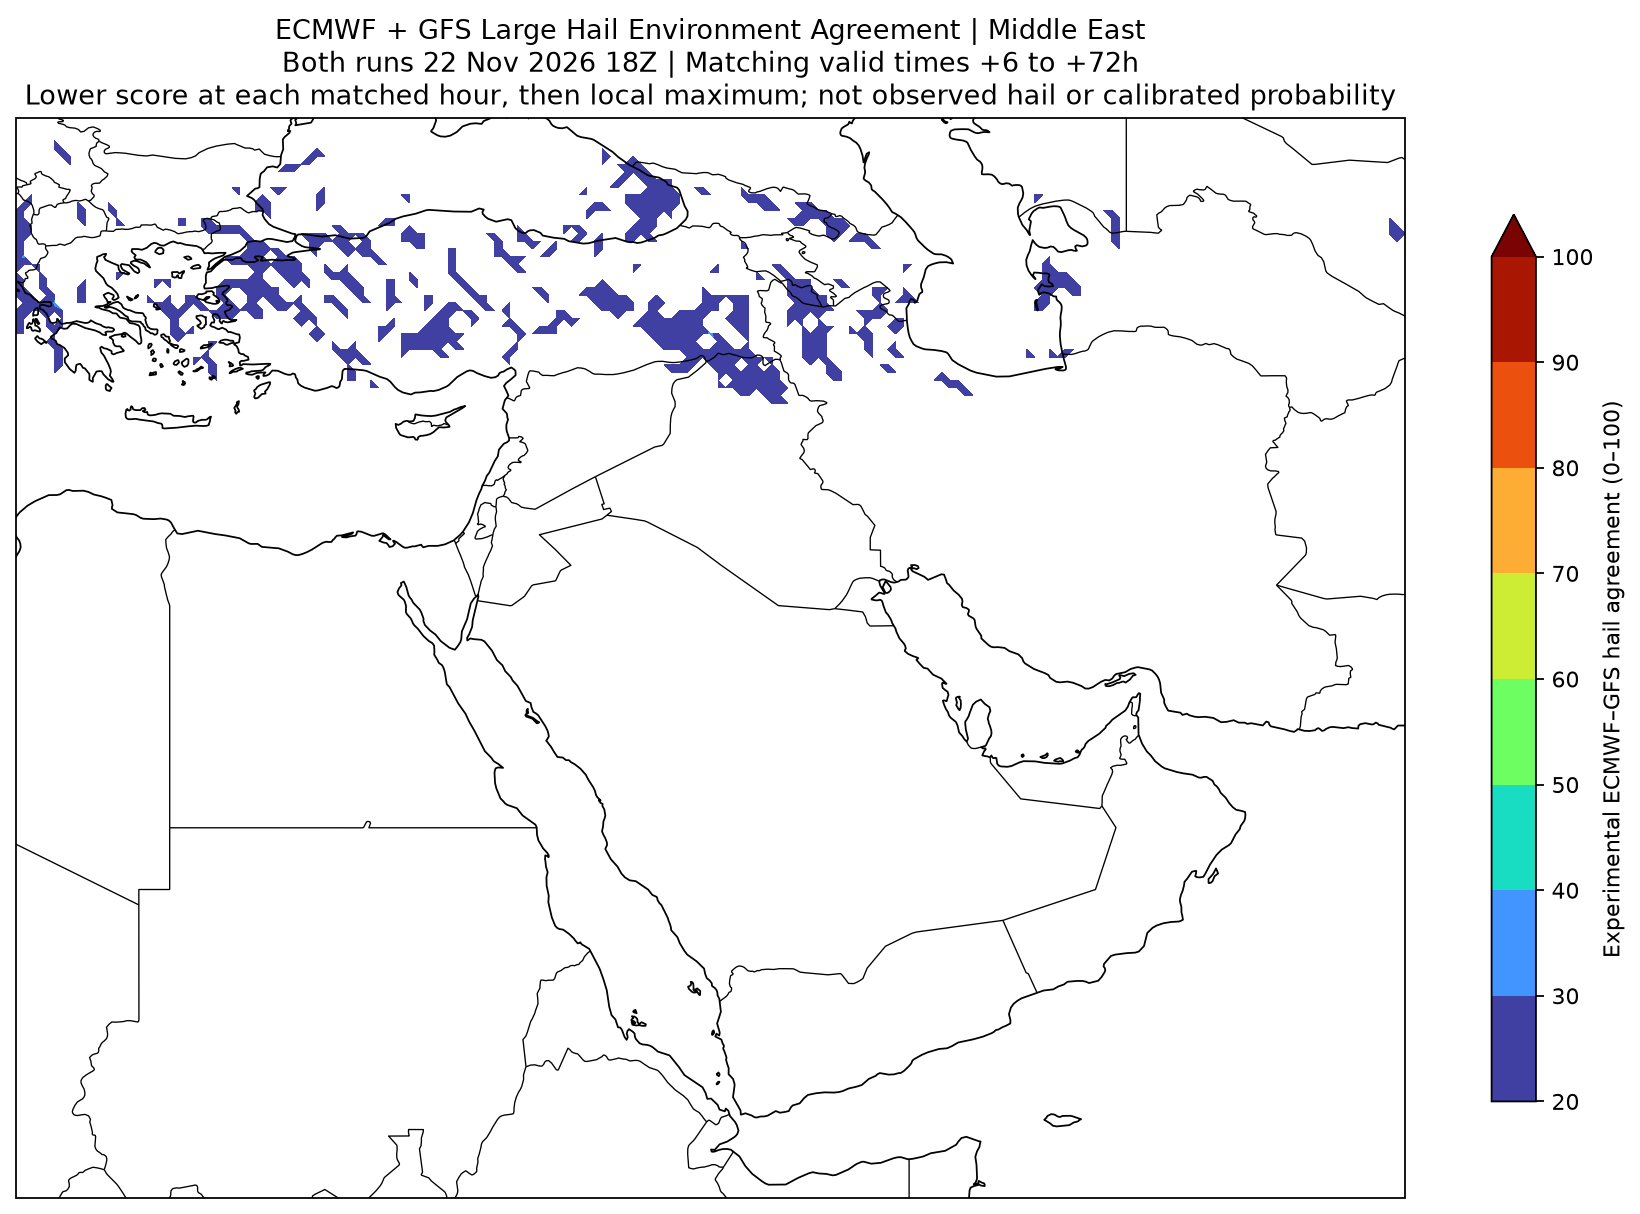 ECMWF + GFS Large Hail Environment Agreement | Middle East
Both runs 22 Nov 2026 18Z | Matching valid times +6 to +72h
Lower score at each matched hour, then local maximum; not observed hail or calibrated probability
100
90
80
70
60
50
40
30
20
Experimental ECMWF–GFS hail agreement (0–100)